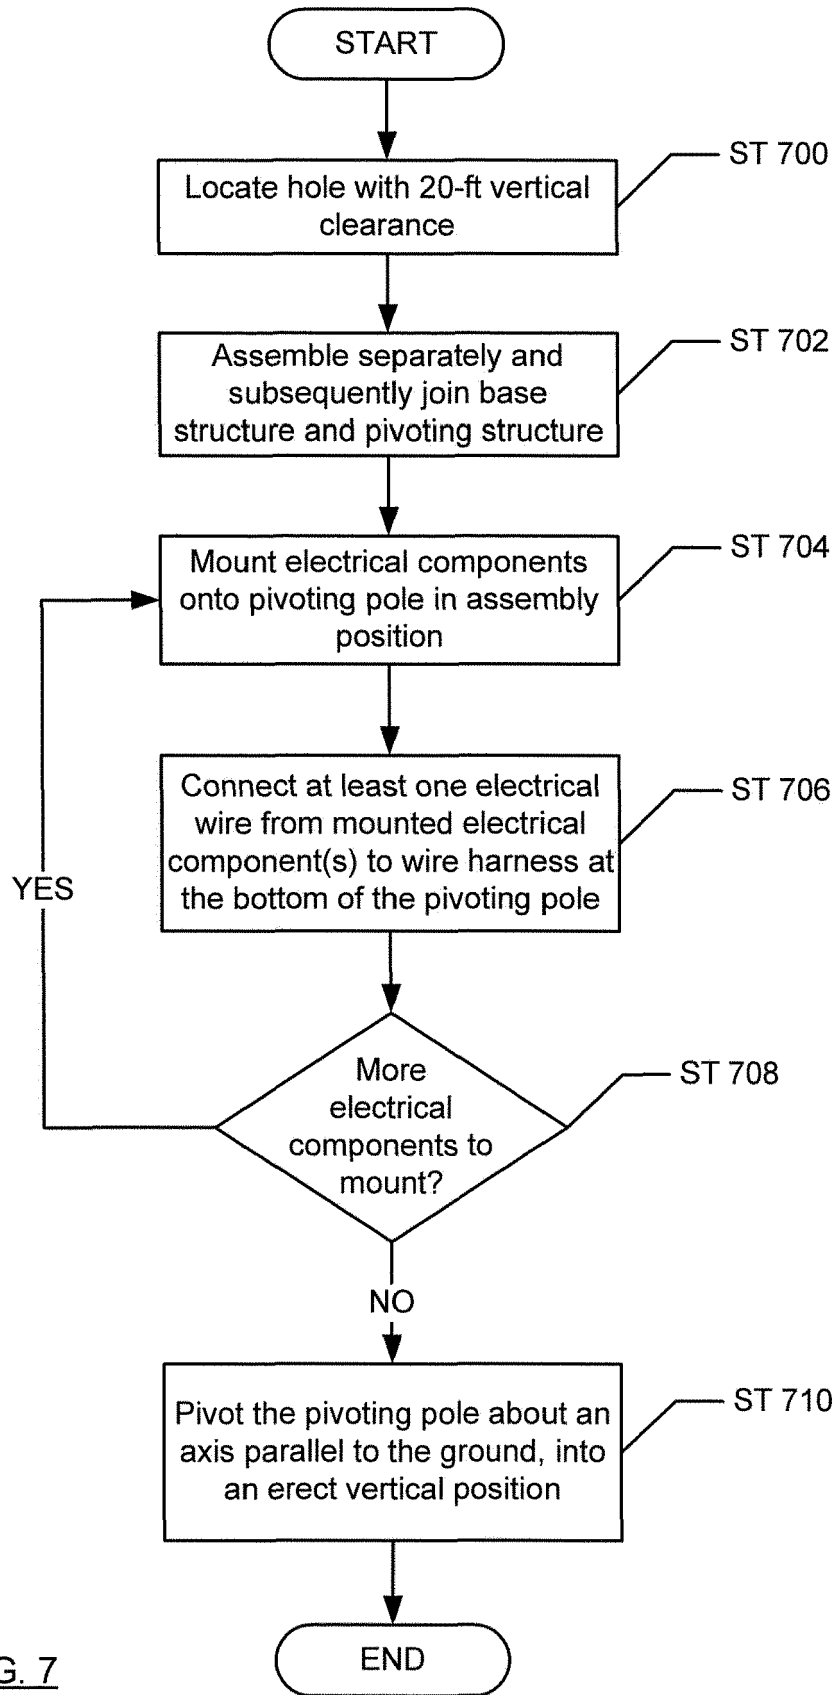 START
Locate hole with 20-ft vertical
clearance
ST 700
Assemble separately and
subsequently join base
structure and pivoting structure
ST 702
Mount electrical components
onto pivoting pole in assembly
position
ST 704
Connect at least one electrical
wire from mounted electrical
component(s) to wire harness at
the bottom of the pivoting pole
ST 706
YES
More
electrical
components to
mount?
ST 708
NO
Pivot the pivoting pole about an
axis parallel to the ground, into
an erect vertical position
ST 710
END
G. 7